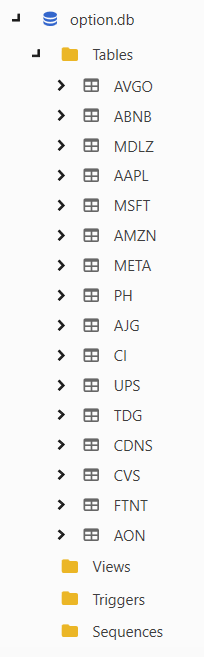 option.db
Tables
AVGO
ABNB
MDLZ
AAPL
MSFT
AMZN
META
PH
AJG
CI
UPS
TDG
CDNS
CVS
FTNT
AON
Views
Triggers
Sequences